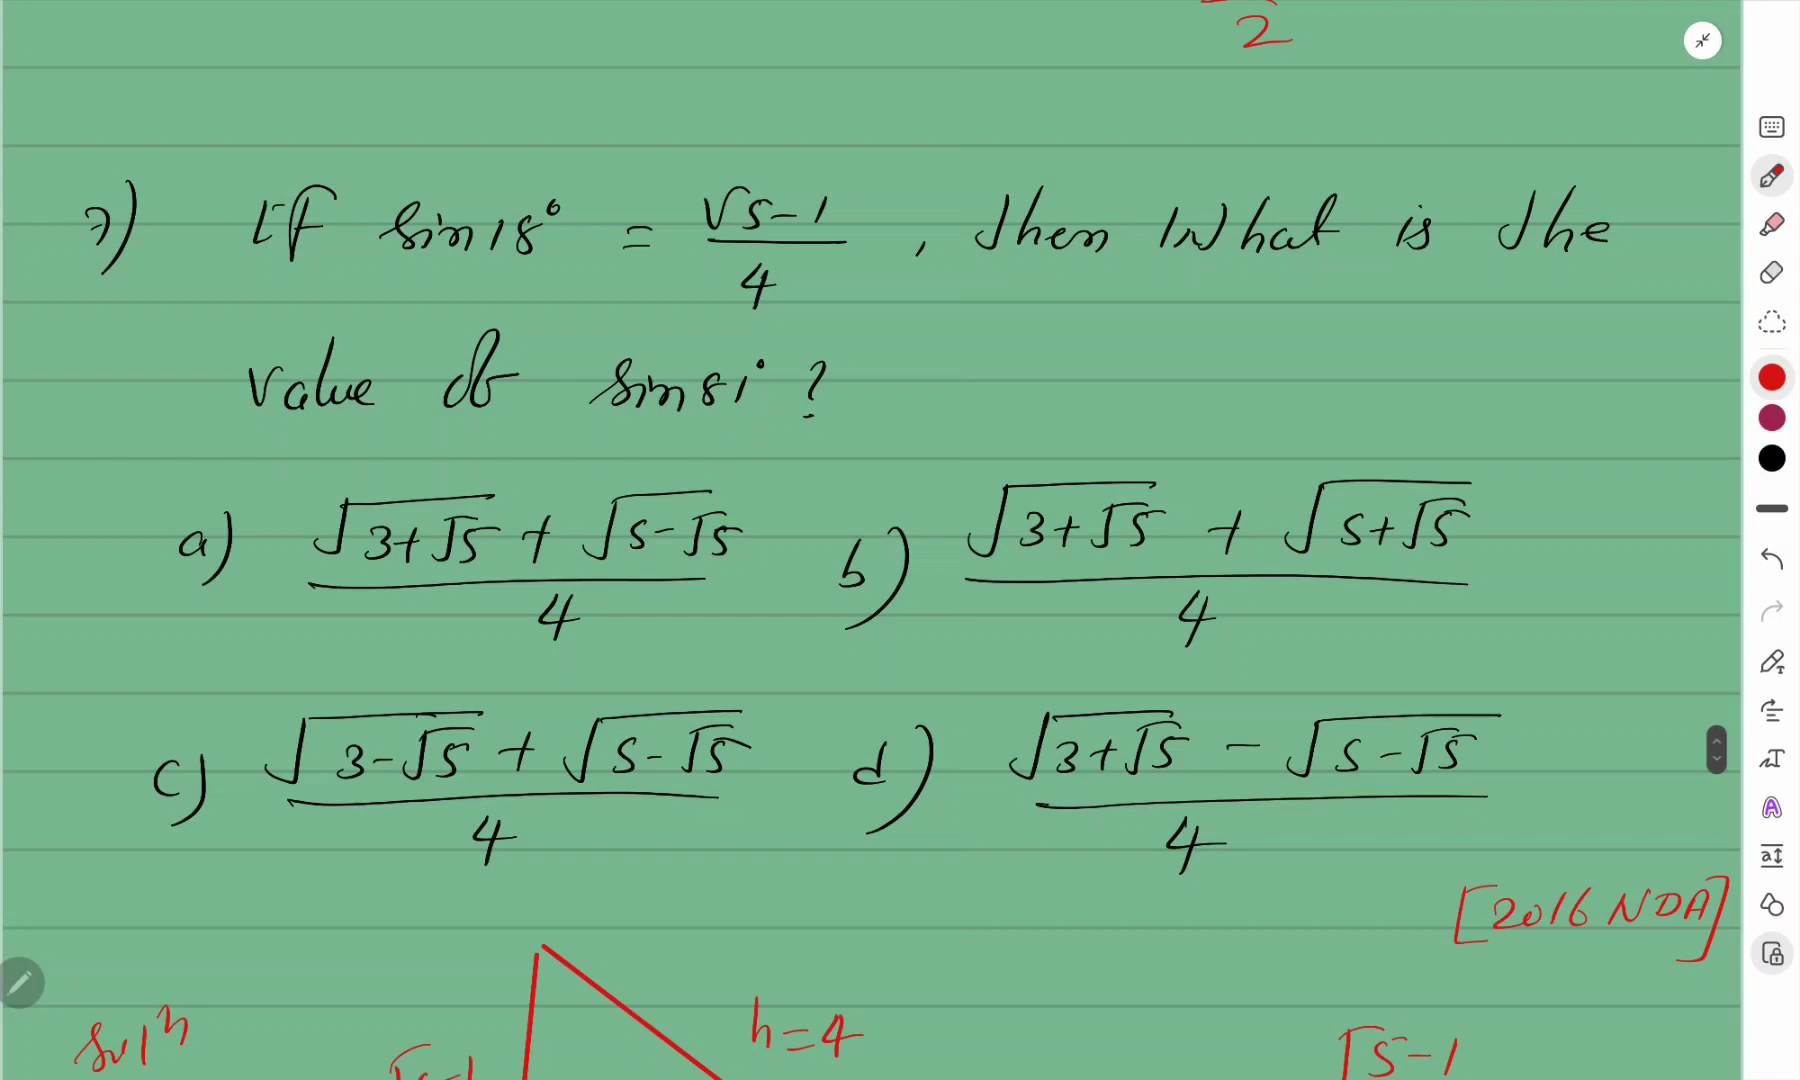 2
7) If sin18° = √5-1/4 , then What is the
value of sin81° ?
a) √3+√5 + √5-√5/4 b) √3+√5 + √5+√5/4
c) √3-√5 + √5-√5/4 d) √3+√5 - √5-√5/4
[2016 NDA]
Sol^n h=4 √5-1